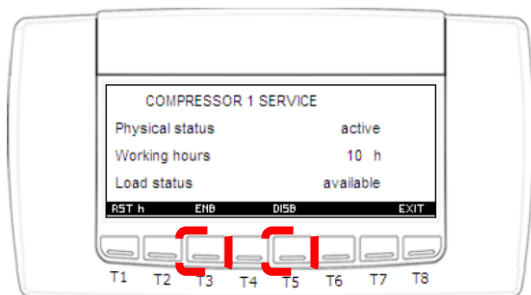 COMPRESSOR 1 SERVICE
Physical status active
Working hours 10 h
Load status available
RST h ENB DISB EXIT
T1 T2 T3 T4 T5 T6 T7 T8